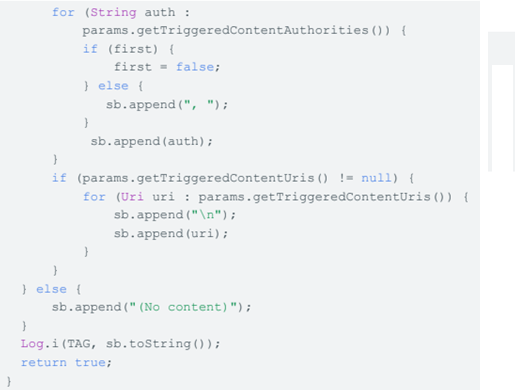 for (String auth :
params.getTriggeredContentAuthorities()) {
if (first) {
first = false;
} else {
sb.append(", ");
}
sb.append(auth);
}
if (params.getTriggeredContentUris() != null) {
for (Uri uri : params.getTriggeredContentUris()) {
sb.append("\n");
sb.append(uri);
}
}
} else {
sb.append("(No content)");
}
Log.i(TAG, sb.toString());
return true;
}